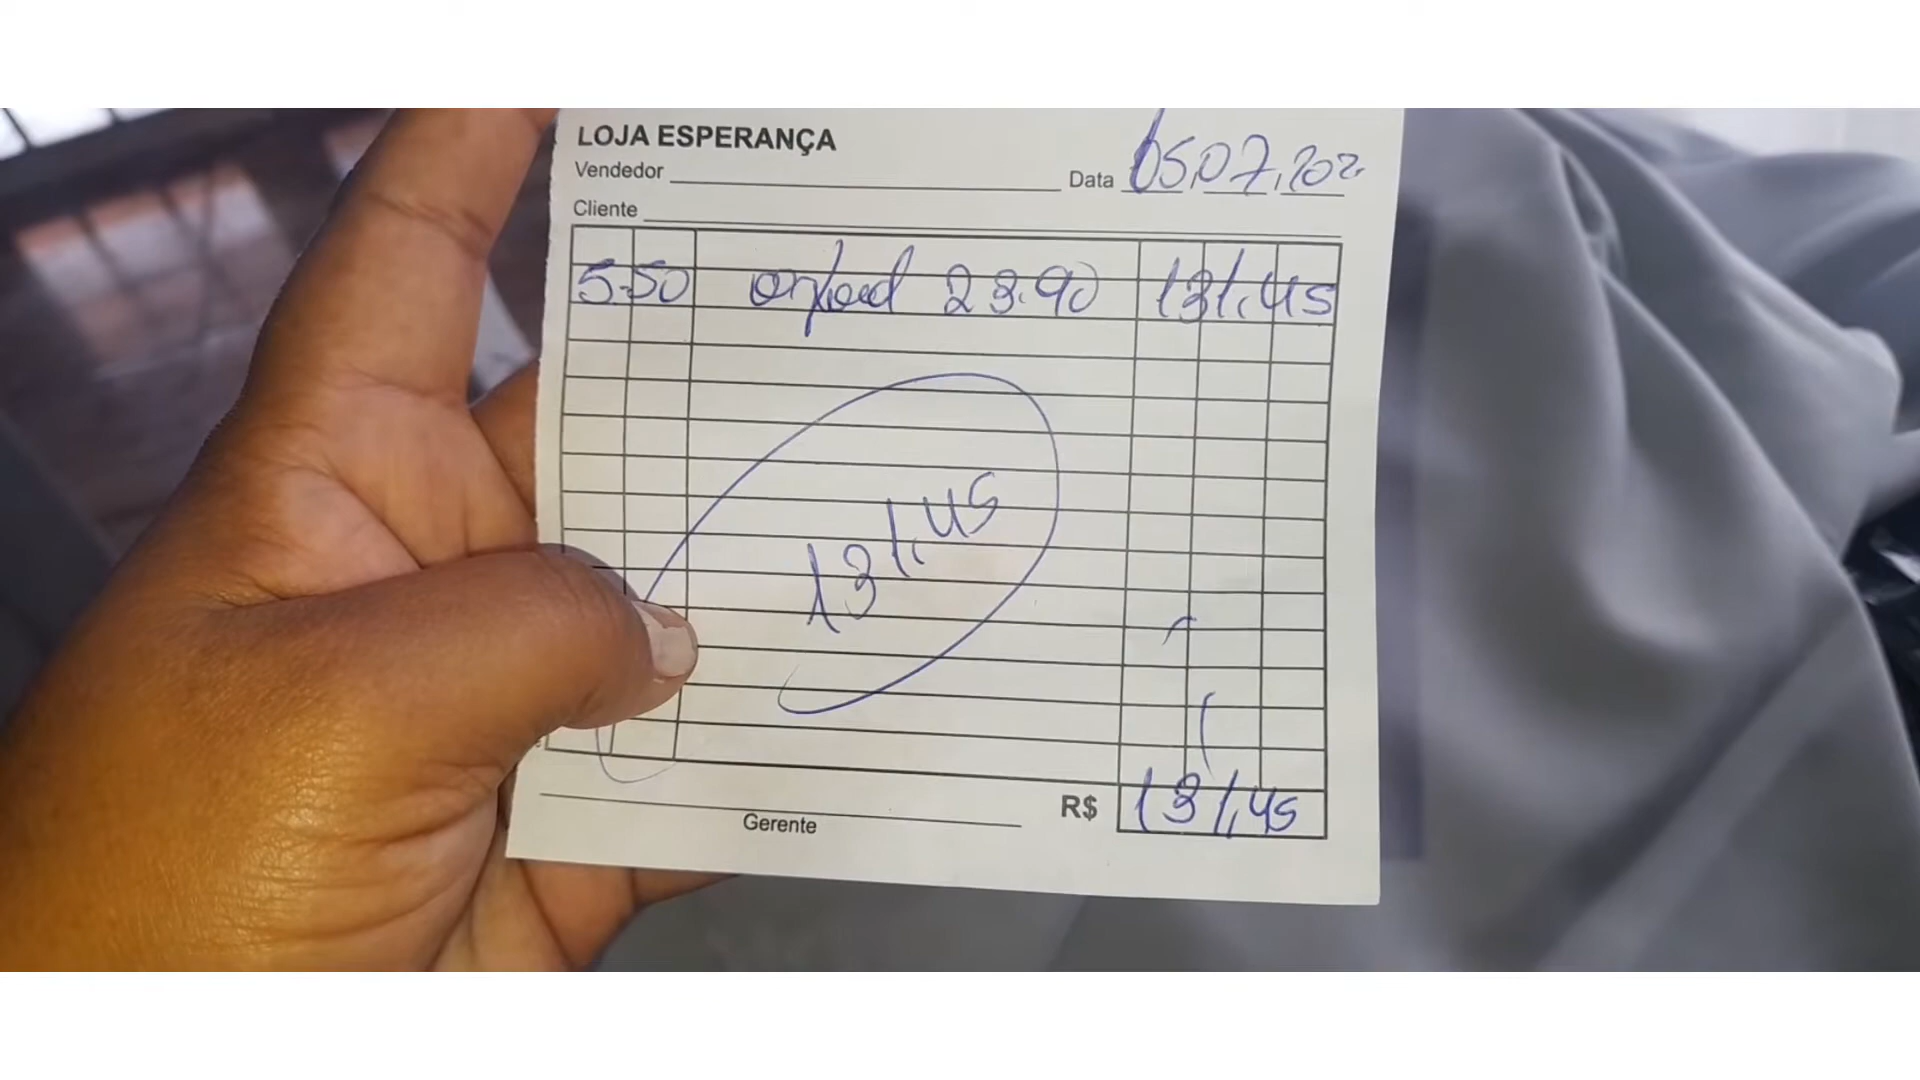 LOJA ESPERANÇA
Vendedor
Data 05.07.202
Cliente
5.50 oxford 23.90 131,45
131,45
R$ 131,45
Gerente